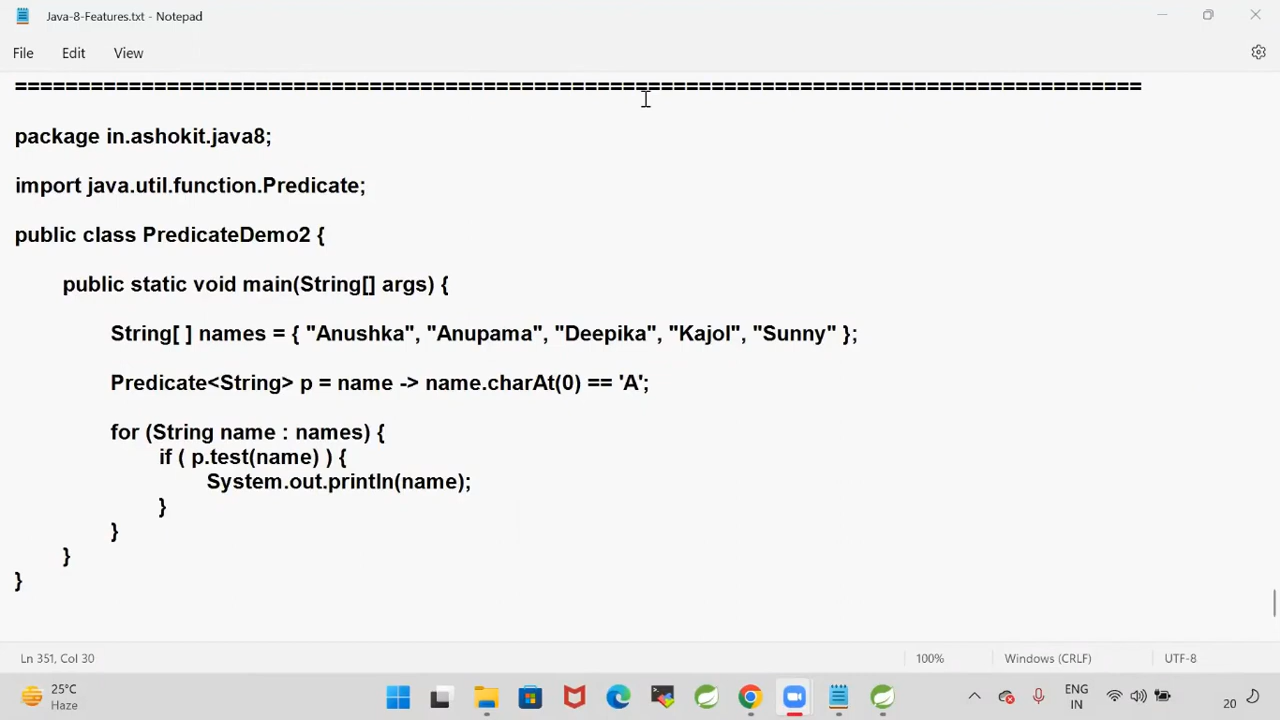 Java-8-Features.txt - Notepad
File Edit View
==========================================================================================
package in.ashokit.java8;
import java.util.function.Predicate;
public class PredicateDemo2 {
public static void main(String[] args) {
String[ ] names = { "Anushka", "Anupama", "Deepika", "Kajol", "Sunny" };
Predicate<String> p = name -> name.charAt(0) == 'A';
for (String name : names) {
if ( p.test(name) ) {
System.out.println(name);
}
}
}
}
Ln 351, Col 30 100% Windows (CRLF) UTF-8
25°C
Haze
ENG
IN
20